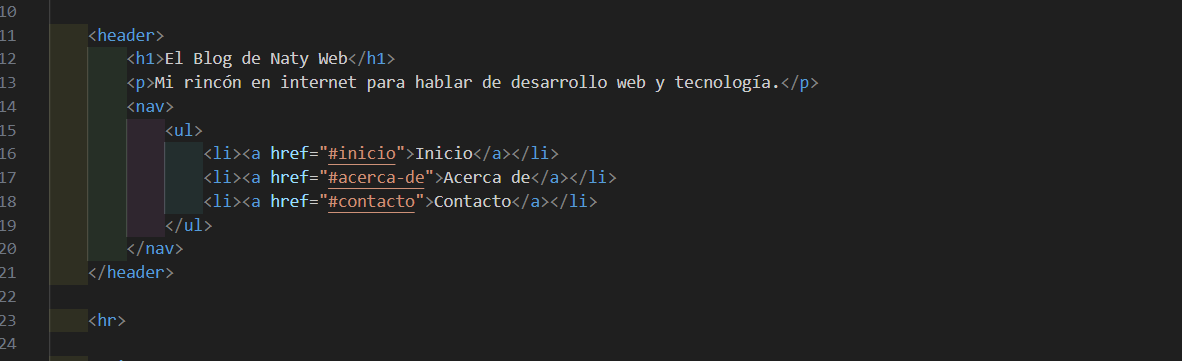 10
11 <header>
12 <h1>El Blog de Naty Web</h1>
13 <p>Mi rincón en internet para hablar de desarrollo web y tecnología.</p>
14 <nav>
15 <ul>
16 <li><a href="#inicio">Inicio</a></li>
17 <li><a href="#acerca-de">Acerca de</a></li>
18 <li><a href="#contacto">Contacto</a></li>
19 </ul>
20 </nav>
21 </header>
22
23 <hr>
24